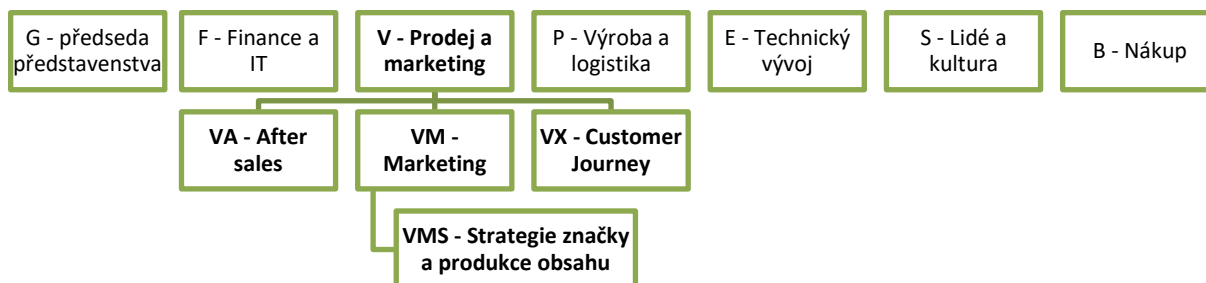 G - předseda
představenstva
F - Finance a
IT
V - Prodej a
marketing
P - Výroba a
logistika
E - Technický
vývoj
S - Lidé a
kultura
B - Nákup
VA - After
sales
VM -
Marketing
VX - Customer
Journey
VMS - Strategie značky
a produkce obsahu